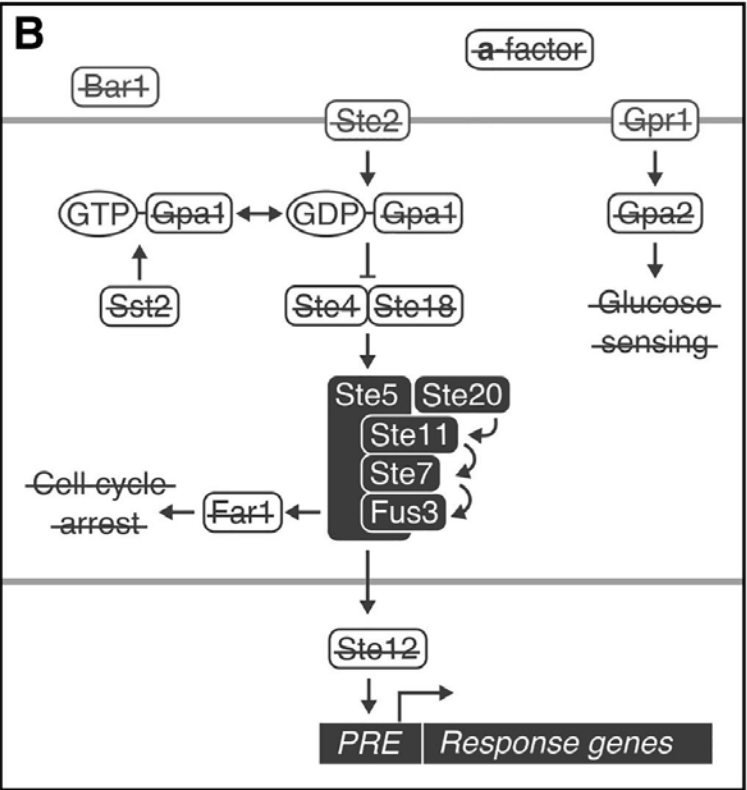 B
a-factor
Bar1
Ste2
Gpr1
GTP Gpa1 GDP Gpa1
Gpa2
Sst2
Ste4 Ste18
Glucose
sensing
Ste5 Ste20
Ste11
Ste7
Fus3
Cell cycle
arrest
Far1
Ste12
PRE Response genes